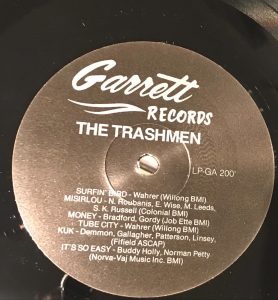 Garrett
RECORDS
THE TRASHMEN
LP-GA 200'
SURFIN' BIRD - Wahrer (Willong BMI)
MISIRLOU - N. Roubanis, E. Wise, M. Leeds,
S. K. Russell (Colonial BMI)
MONEY - Bradford, Gordy (Job Ette BMI)
TUBE CITY - Wahrer (Willong BMI)
KUK - Demmon, Gallagher, Patterson, Linsey,
(Fifield ASCAP)
IT'S SO EASY - Buddy Holly, Norman Petty
(Norva-Vaj Music Inc. BMI)